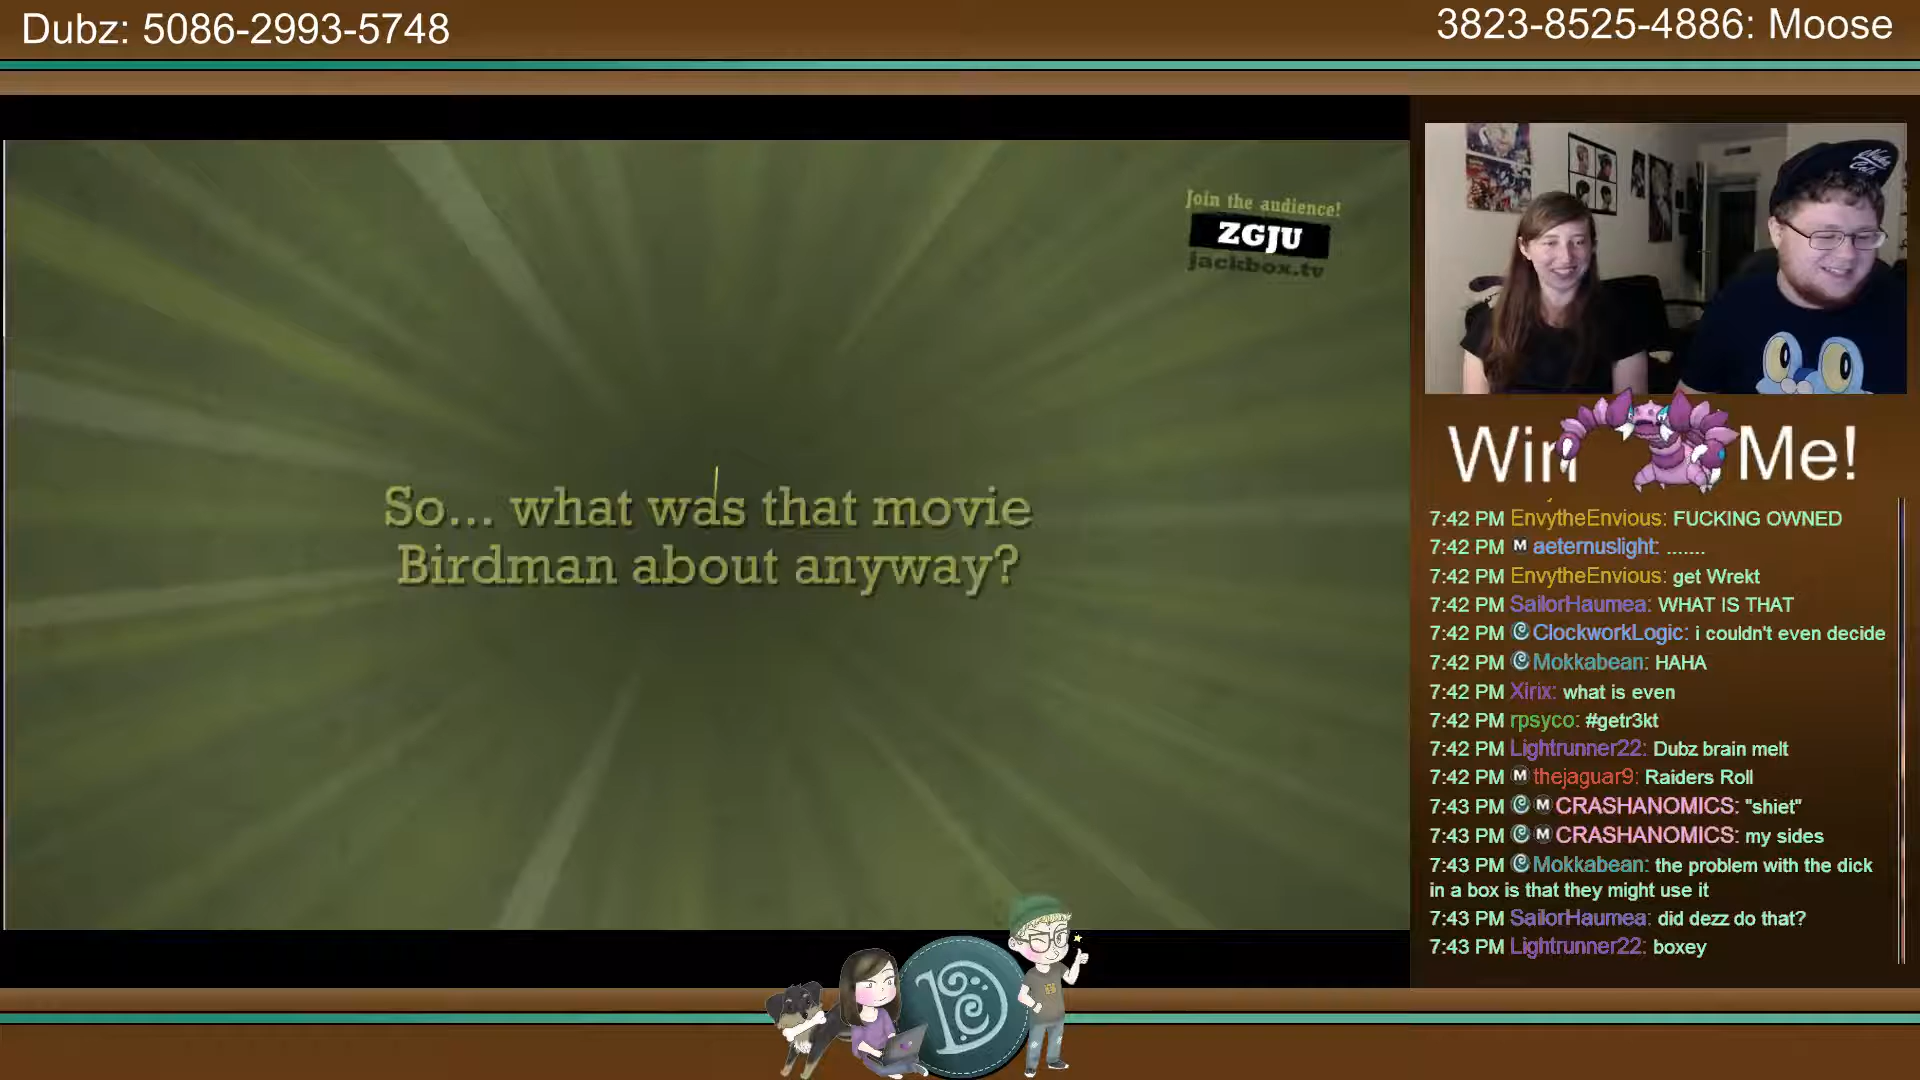 Dubz: 5086-2993-5748
3823-8525-4886: Moose
Join the audience!
ZGJU
jackbox.tv
So... what was that movie
Birdman about anyway?
Win Me!
7:42 PM EnvytheEnvious: FUCKING OWNED
7:42 PM M aeternuslight: .......
7:42 PM EnvytheEnvious: get Wrekt
7:42 PM SailorHaumea: WHAT IS THAT
7:42 PM ClockworkLogic: i couldn't even decide
7:42 PM Mokkabean: HAHA
7:42 PM Xirix: what is even
7:42 PM rpsyco: #getr3kt
7:42 PM Lightrunner22: Dubz brain melt
7:42 PM M thejaguar9: Raiders Roll
7:43 PM M CRASHANOMICS: "shiet"
7:43 PM M CRASHANOMICS: my sides
7:43 PM Mokkabean: the problem with the dick
in a box is that they might use it
7:43 PM SailorHaumea: did dezz do that?
7:43 PM Lightrunner22: boxey